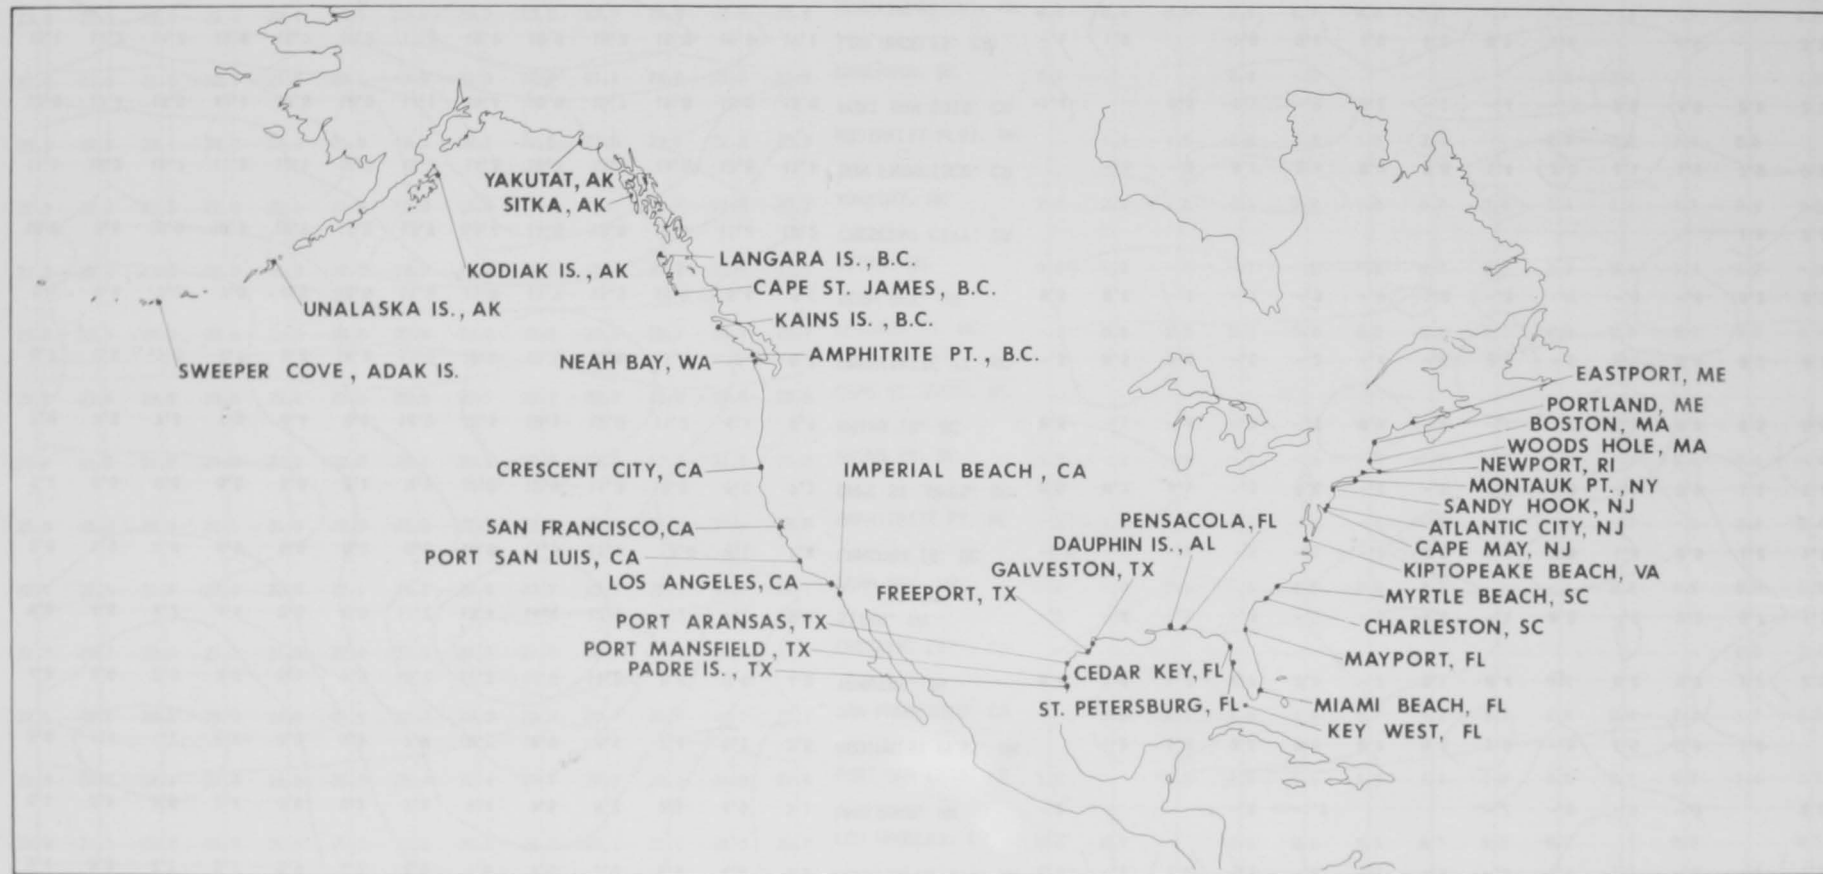 YAKUTAT, AK
SITKA, AK
KODIAK IS., AK
LANGARA IS., B.C.
CAPE ST. JAMES, B.C.
UNALASKA IS., AK
KAINS IS., B.C.
NEAH BAY, WA
AMPHITRITE PT., B.C.
SWEEPER COVE, ADAK IS.
EASTPORT, ME
PORTLAND, ME
BOSTON, MA
WOODS HOLE, MA
NEWPORT, RI
MONTAUK PT., NY
SANDY HOOK, NJ
ATLANTIC CITY, NJ
CAPE MAY, NJ
KIPTOPEAKE BEACH, VA
MYRTLE BEACH, SC
CHARLESTON, SC
MAYPORT, FL
MIAMI BEACH, FL
KEY WEST, FL
CRESCENT CITY, CA
IMPERIAL BEACH, CA
SAN FRANCISCO, CA
PORT SAN LUIS, CA
LOS ANGELES, CA
PENSACOLA, FL
DAUPHIN IS., AL
GALVESTON, TX
FREEPORT, TX
PORT ARANSAS, TX
PORT MANSFIELD, TX
PADRE IS., TX
CEDAR KEY, FL
ST. PETERSBURG, FL